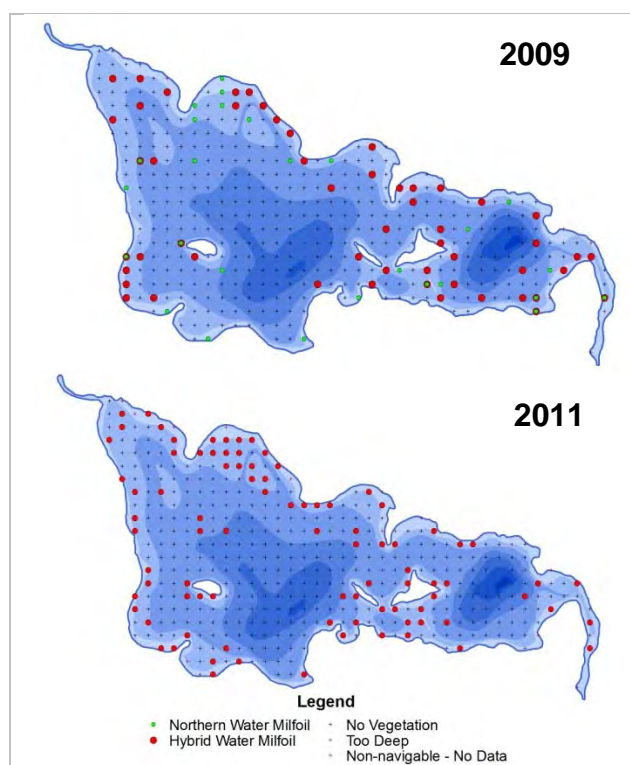 2009
2011
Legend
Northern Water Milfoil
Hybrid Water Milfoil
No Vegetation
Too Deep
Non-navigable - No Data